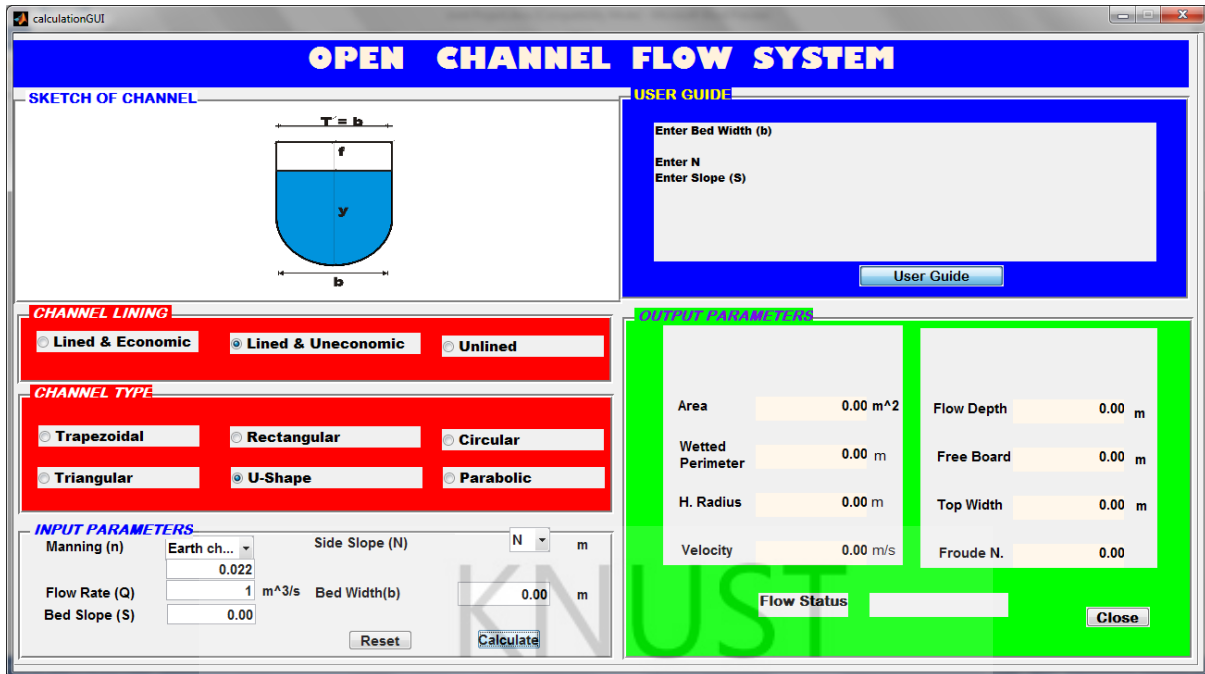 calculationGUI
OPEN CHANNEL FLOW SYSTEM
SKETCH OF CHANNEL
T = b
f
y
b
USER GUIDE
Enter Bed Width (b)
Enter N
Enter Slope (S)
User Guide
CHANNEL LINING
Lined & Economic
Lined & Uneconomic
Unlined
CHANNEL TYPE
Trapezoidal
Rectangular
Circular
Triangular
U-Shape
Parabolic
INPUT PARAMETERS
Manning (n)
Earth ch...
Side Slope (N)
N
m
0.022
Flow Rate (Q)
1
m^3/s
Bed Width(b)
0.00
m
Bed Slope (S)
0.00
Reset
Calculate
OUTPUT PARAMETERS
Area
0.00 m^2
Wetted
Perimeter
0.00 m
H. Radius
0.00 m
Velocity
0.00 m/s
Flow Depth
0.00 m
Free Board
0.00 m
Top Width
0.00 m
Froude N.
0.00
Flow Status
Close
KNUST